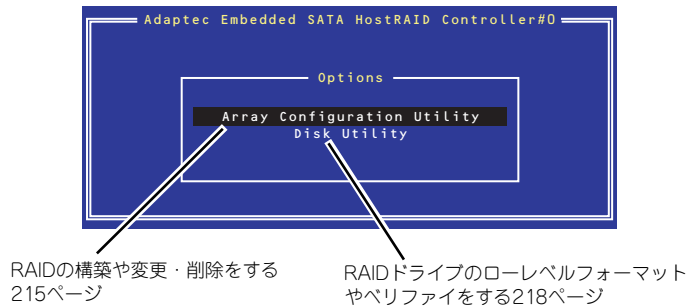 Adaptec Embedded SATA HostRAID Controller#0
Options
Array Configuration Utility
Disk Utility
RAIDの構築や変更・削除をする
215ページ
RAIDドライブのローレベルフォーマット
やベリファイをする218ページ